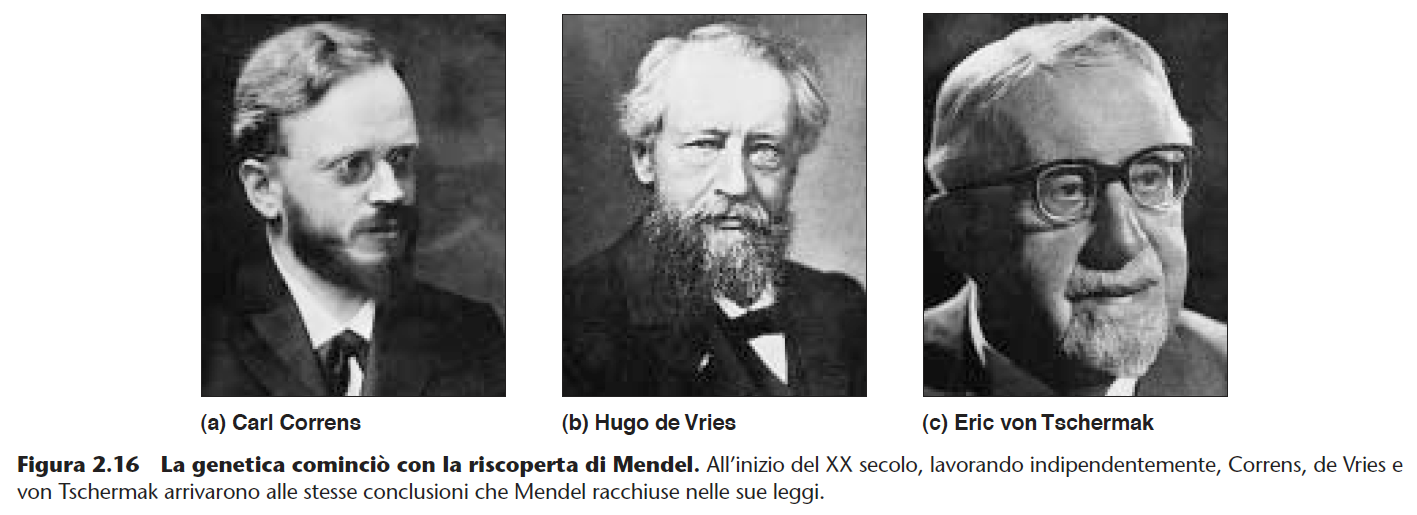 (a) Carl Correns
(b) Hugo de Vries
(c) Eric von Tschermak
Figura 2.16 La genetica cominciò con la riscoperta di Mendel. All'inizio del XX secolo, lavorando indipendentemente, Correns, de Vries e
von Tschermak arrivarono alle stesse conclusioni che Mendel racchiuse nelle sue leggi.